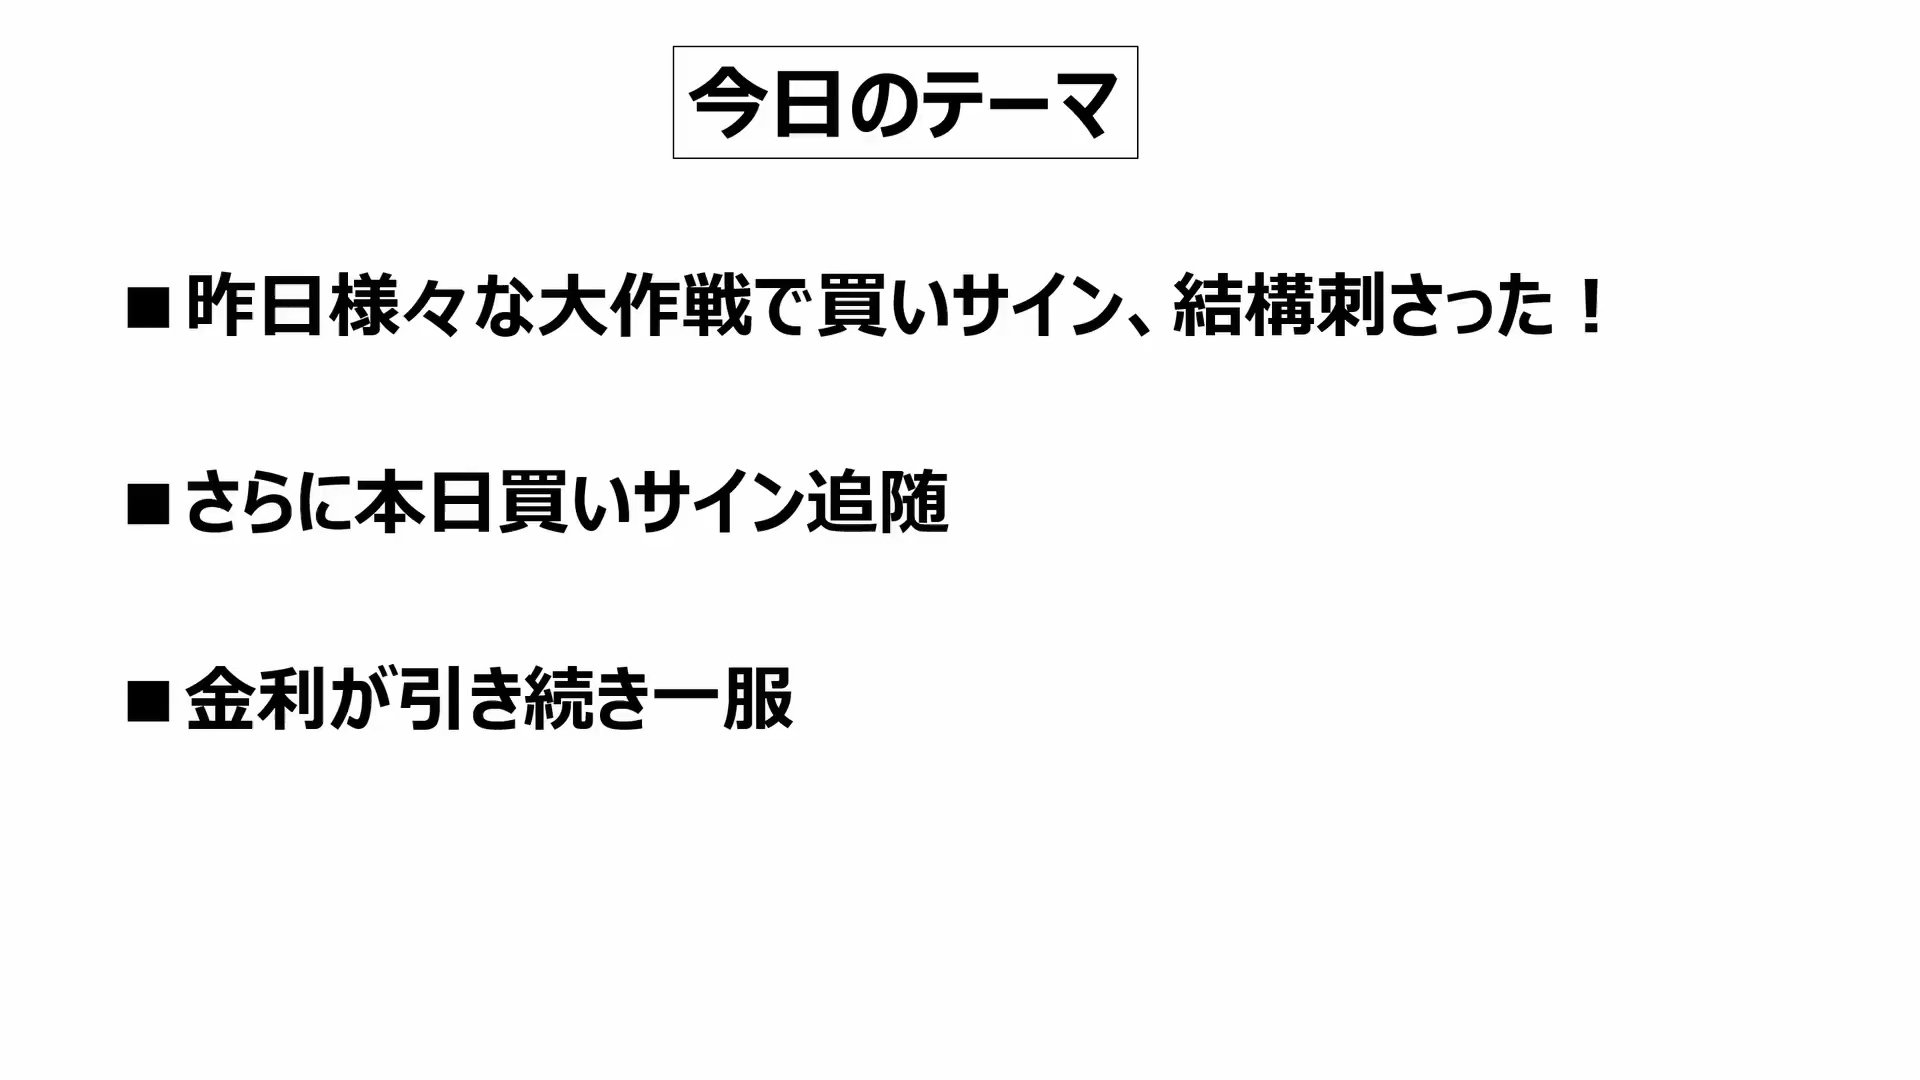 今日のテーマ
■昨日様々な大作戦で買いサイン、結構刺さった！
■さらに本日買いサイン追随
■金利が引き続き一服